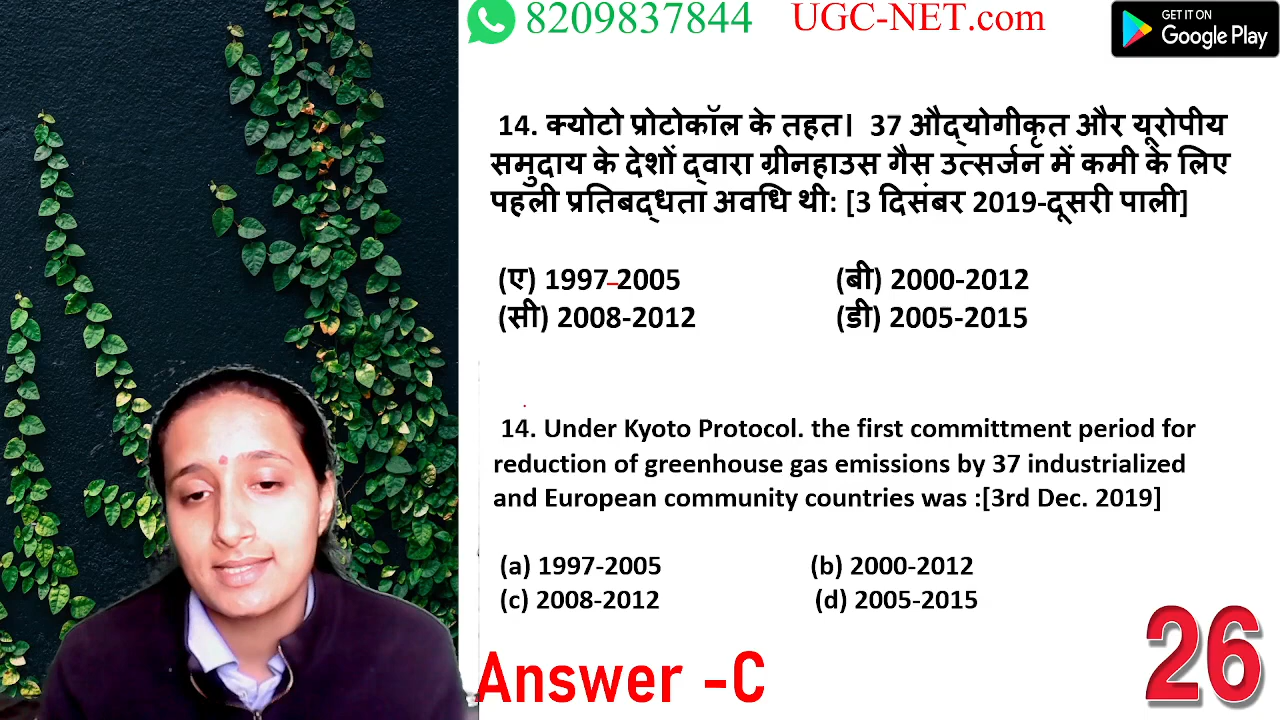 8209837844 UGC-NET.com GET IT ON
Google Play
14. क्योटो प्रोटोकॉल के तहत। 37 औद्योगीकृत और यूरोपीय
समुदाय के देशों द्वारा ग्रीनहाउस गैस उत्सर्जन में कमी के लिए
पहली प्रतिबद्धता अवधि थी: [3 दिसंबर 2019-दूसरी पाली]
(ए) 1997-2005 (बी) 2000-2012
(सी) 2008-2012 (डी) 2005-2015
14. Under Kyoto Protocol. the first committment period for
reduction of greenhouse gas emissions by 37 industrialized
and European community countries was :[3rd Dec. 2019]
(a) 1997-2005 (b) 2000-2012
(c) 2008-2012 (d) 2005-2015
Answer -C 26